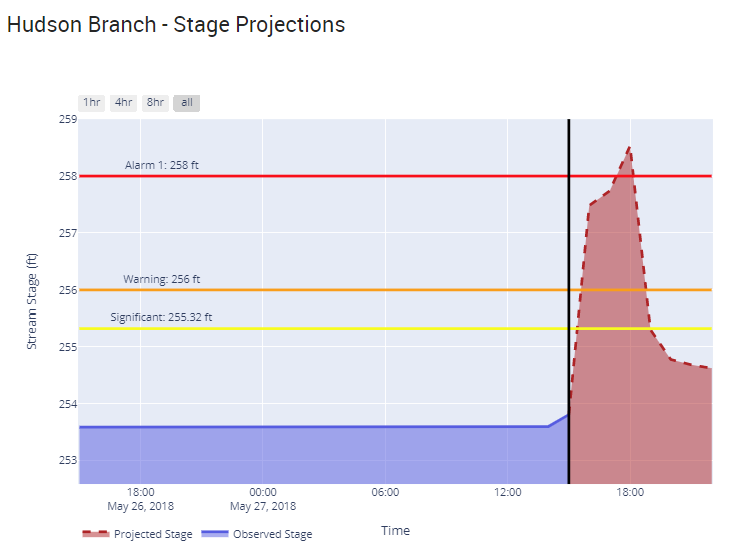 Hudson Branch - Stage Projections
1hr 4hr 8hr all
259
Alarm 1: 258 ft
258
257
Warning: 256 ft
256
Significant: 255.32 ft
255
254
253
Stream Stage (ft)
18:00 00:00 06:00 12:00 18:00
May 26, 2018 May 27, 2018
Time
Projected Stage Observed Stage